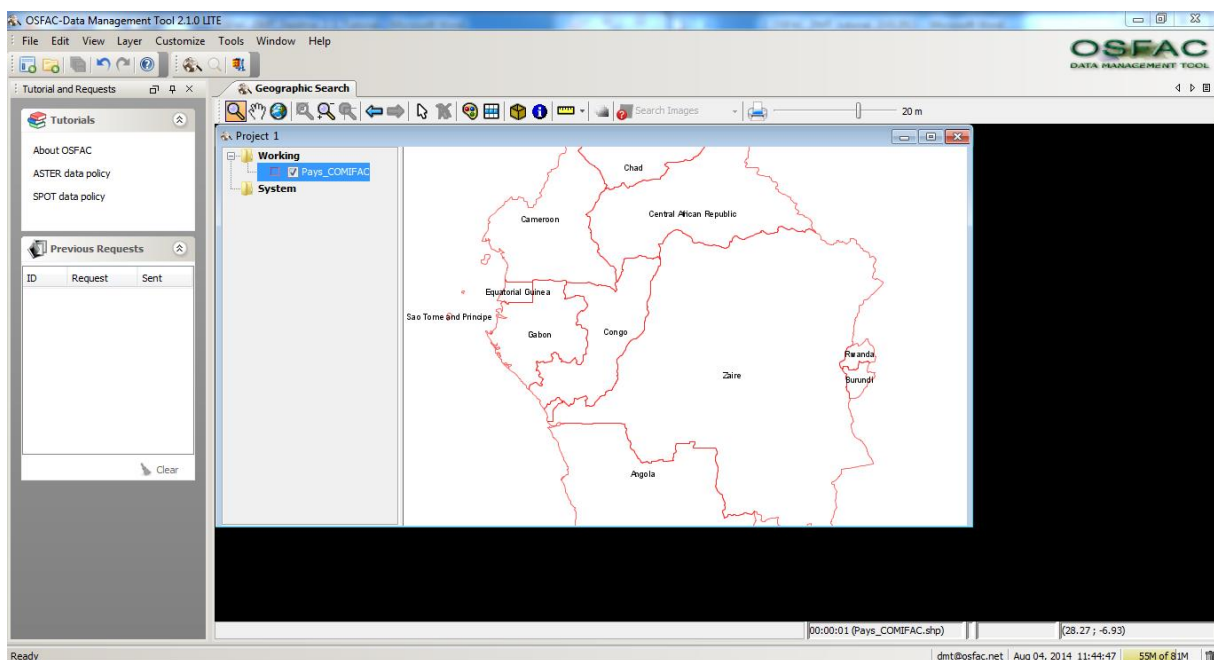 OSFAC-Data Management Tool 2.1.0 LITE
File Edit View Layer Customize Tools Window Help
OSFAC
DATA MANAGEMENT TOOL
Tutorial and Requests
Geographic Search
Tutorials
About OSFAC
ASTER data policy
SPOT data policy
Previous Requests
ID Request Sent
Clear
Search Images
20 m
Project 1
Working
Pays_COMIFAC
System
Chad
Cameroon
Central African Republic
Equatorial Guinea
Sao Tome and Principe
Gabon
Congo
Rwanda
Zaire
Burundi
Angola
00:00:01 (Pays_COMIFAC.shp)
(28.27 ; -6.93)
Ready
dmt@osfac.net Aug 04, 2014 11:44:47 55M of 81M